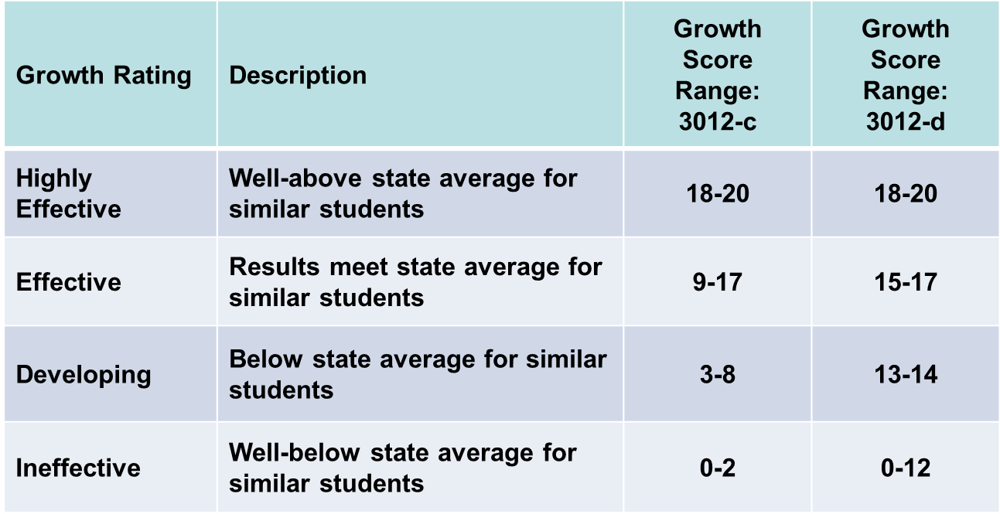 Growth Rating
Description
Growth
Score
Range:
3012-c
Growth
Score
Range:
3012-d
Highly
Effective
Well-above state average for
similar students
18-20
18-20
Effective
Results meet state average for
similar students
9-17
15-17
Developing
Below state average for similar
students
3-8
13-14
Ineffective
Well-below state average for
similar students
0-2
0-12